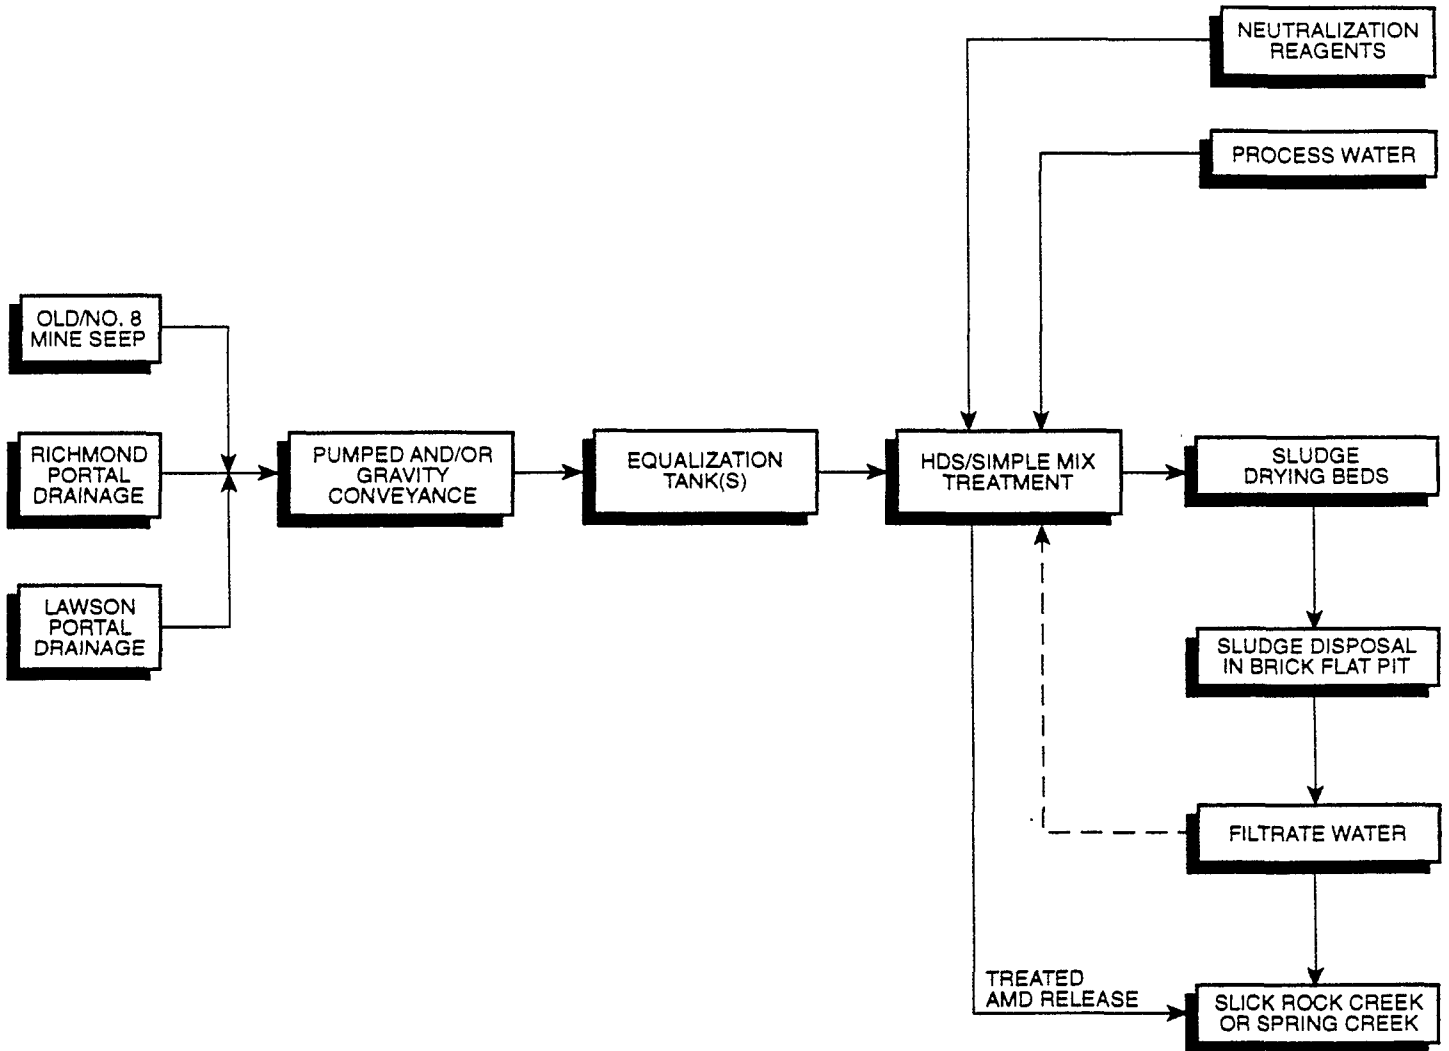 NEUTRALIZATION
REAGENTS
PROCESS WATER
OLD/NO. 8
MINE SEEP
RICHMOND
PORTAL
DRAINAGE
LAWSON
PORTAL
DRAINAGE
PUMPED AND/OR
GRAVITY
CONVEYANCE
EQUALIZATION
TANK(S)
HDS/SIMPLE MIX
TREATMENT
SLUDGE
DRYING BEDS
SLUDGE DISPOSAL
IN BRICK FLAT PIT
FILTRATE WATER
TREATED
AMD RELEASE
SLICK ROCK CREEK
OR SPRING CREEK